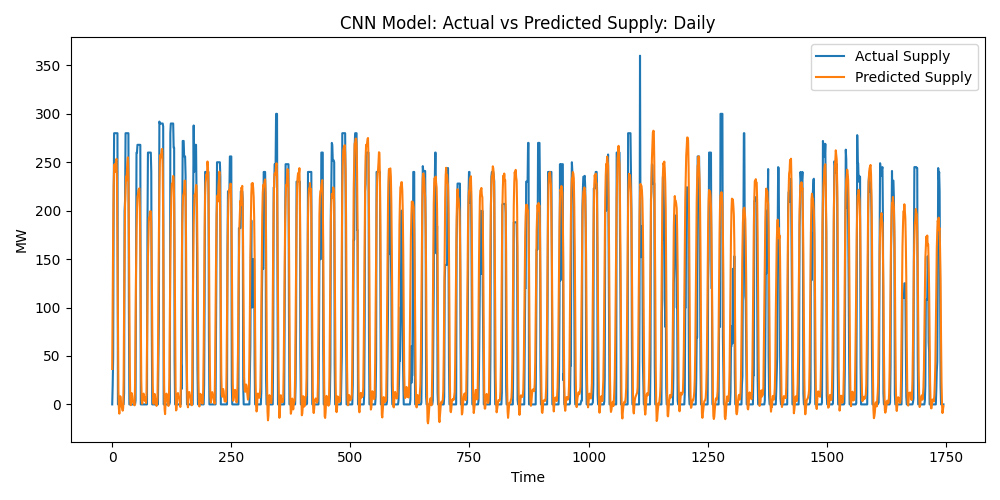 CNN Model: Actual vs Predicted Supply: Daily
Actual Supply
Predicted Supply
MW
350
300
250
200
150
100
50
0
0 250 500 750 1000 1250 1500 1750
Time